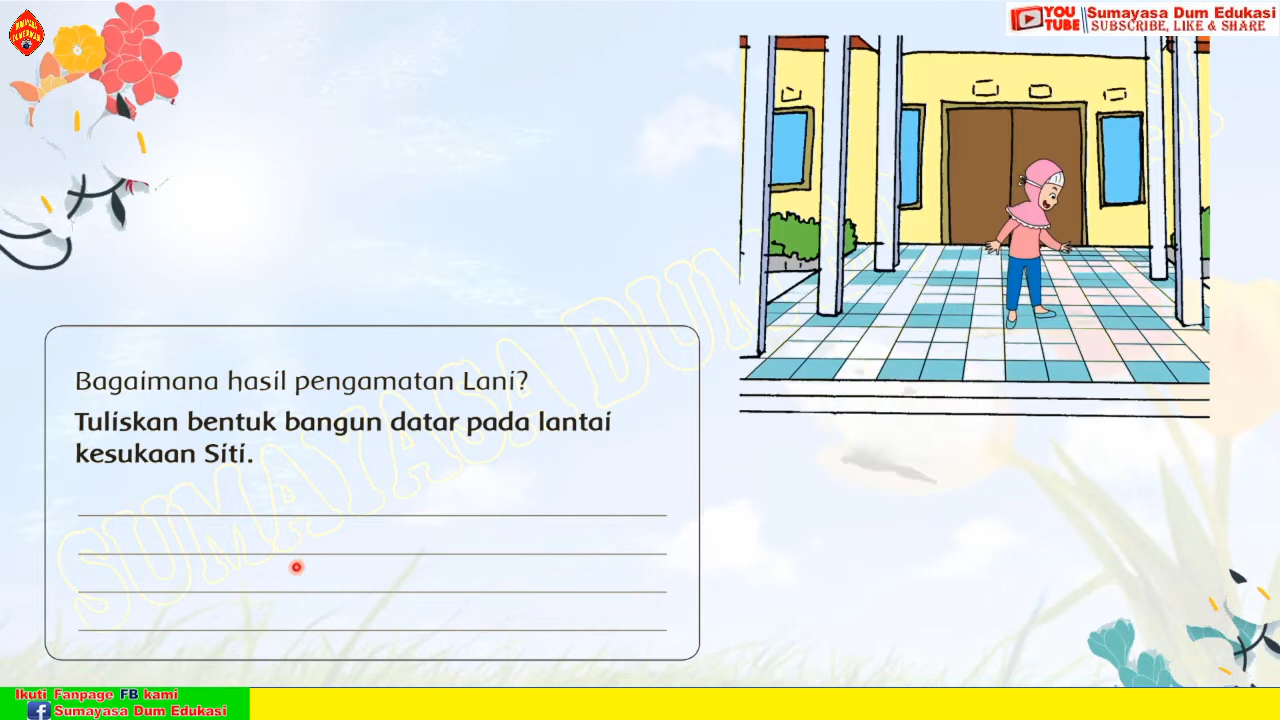 YOU TUBE
Sumayasa Dum Edukasi
SUBSCRIBE, LIKE & SHARE
Bagaimana hasil pengamatan Lani?
Tuliskan bentuk bangun datar pada lantai
kesukaan Siti.
SUMAYASA DUM
Ikuti Fanpage FB kami
Sumayasa Dum Edukasi